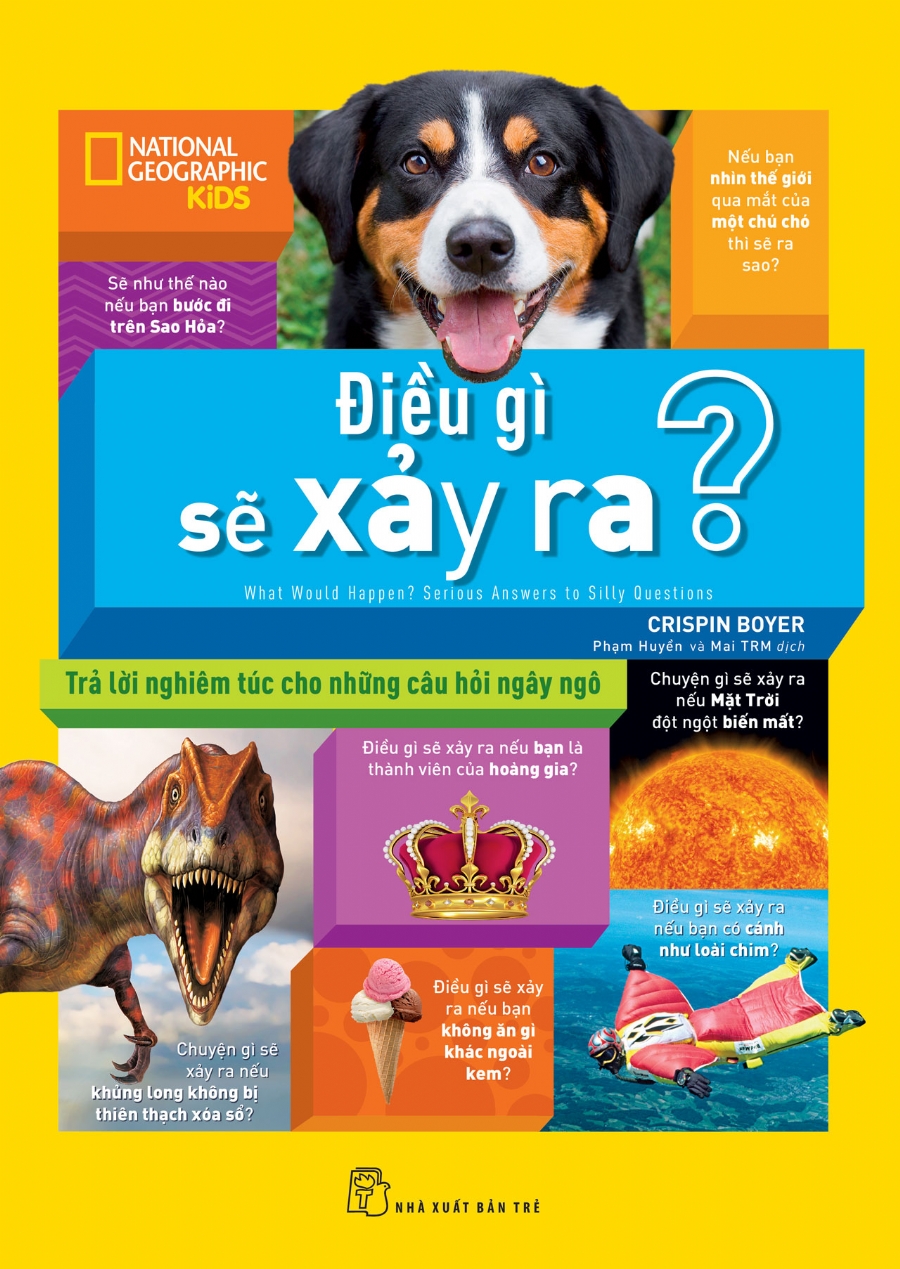 NATIONAL
GEOGRAPHIC
KiDS
Nếu bạn
nhìn thế giới
qua mắt của
một chú chó
thì sẽ ra
sao?
Sẽ như thế nào
nếu bạn bước đi
trên Sao Hỏa?
Điều gì
sẽ xảy ra?
What Would Happen? Serious Answers to Silly Questions
CRISPIN BOYER
Phạm Huyền và Mai TRM dịch
Trả lời nghiêm túc cho những câu hỏi ngây ngô
Chuyện gì sẽ xảy ra
nếu Mặt Trời
đột ngột biến mất?
Điều gì sẽ xảy ra nếu bạn là
thành viên của hoàng gia?
Điều gì sẽ xảy ra
nếu bạn có cánh
như loài chim?
Điều gì sẽ xảy
ra nếu bạn
không ăn gì
khác ngoài
kem?
Chuyện gì sẽ
xảy ra nếu
khủng long không bị
thiên thạch xóa sổ?
T
NHÀ XUẤT BẢN TRẺ